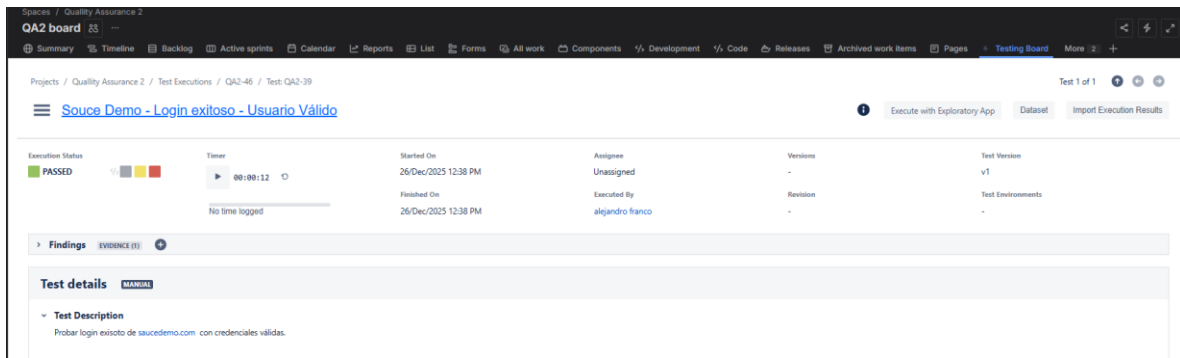 Spaces / Quallity Assurance 2
QA2 board ···
Summary Timeline Backlog Active sprints Calendar Reports List Forms All work Components Development Code Releases Archived work items Pages Testing Board More 2 +
Projects / Quallity Assurance 2 / Test Executions / QA2-46 / Test: QA2-39
Test 1 of 1
Souce Demo - Login exitoso - Usuario Válido
Execute with Exploratory App Dataset Import Execution Results
Execution Status Timer Started On Assignee Versions Test Version
PASSED 00:00:12 26/Dec/2025 12:38 PM Unassigned - v1
Finished On Executed By Revision Test Environments
No time logged 26/Dec/2025 12:38 PM alejandro franco - -
Findings EVIDENCE (1)
Test details MANUAL
Test Description
Probar login exisoto de saucedemo.com con credenciales válidas.